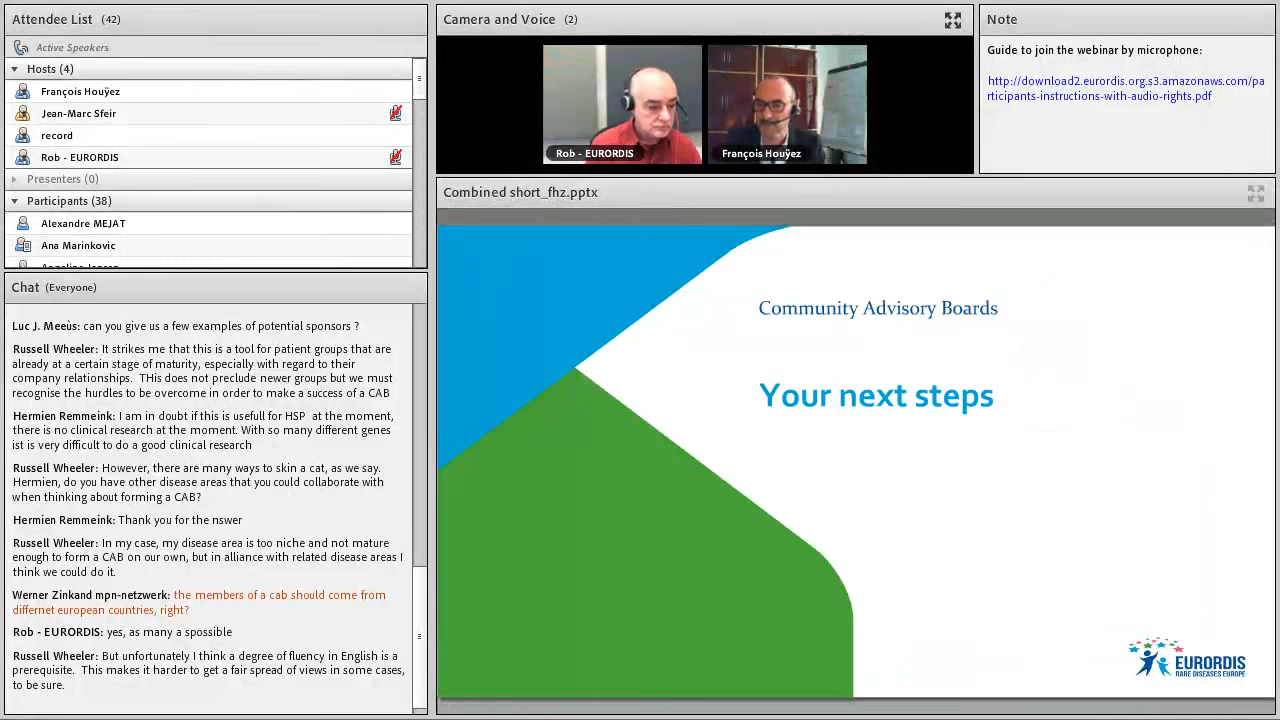 Attendee List (42)
Active Speakers
Hosts (4)
François Houÿez
Jean-Marc Sfeir
record
Rob - EURORDIS
Presenters (0)
Participants (38)
Alexandre MEJAT
Ana Marinkovic
Chat (Everyone)
Luc J. Meeùs: can you give us a few examples of potential sponsors ?
Russell Wheeler: It strikes me that this is a tool for patient groups that are
already at a certain stage of maturity, especially with regard to their
company relationships. THis does not preclude newer groups but we must
recognise the hurdles to be overcome in order to make a success of a CAB
Hermien Remmeink: I am in doubt if this is usefull for HSP at the moment,
there is no clinical research at the moment. With so many different genes
ist is very difficult to do a good clinical research
Russell Wheeler: However, there are many ways to skin a cat, as we say.
Hermien, do you have other disease areas that you could collaborate with
when thinking about forming a CAB?
Hermien Remmeink: Thank you for the nswer
Russell Wheeler: In my case, my disease area is too niche and not mature
enough to form a CAB on our own, but in alliance with related disease areas I
think we could do it.
Werner Zinkand mpn-netzwerk: the members of a cab should come from
differnet european countries, right?
Rob - EURORDIS: yes, as many a spossible
Russell Wheeler: But unfortunately I think a degree of fluency in English is a
prerequisite. This makes it harder to get a fair spread of views in some cases,
to be sure.
Camera and Voice (2)
Rob - EURORDIS
François Houÿez
Note
Guide to join the webinar by microphone:
http://download2.eurordis.org.s3.amazonaws.com/pa
rticipants-instructions-with-audio-rights.pdf
Combined short_fhz.pptx
Community Advisory Boards
Your next steps
EURORDIS
RARE DISEASES EUROPE